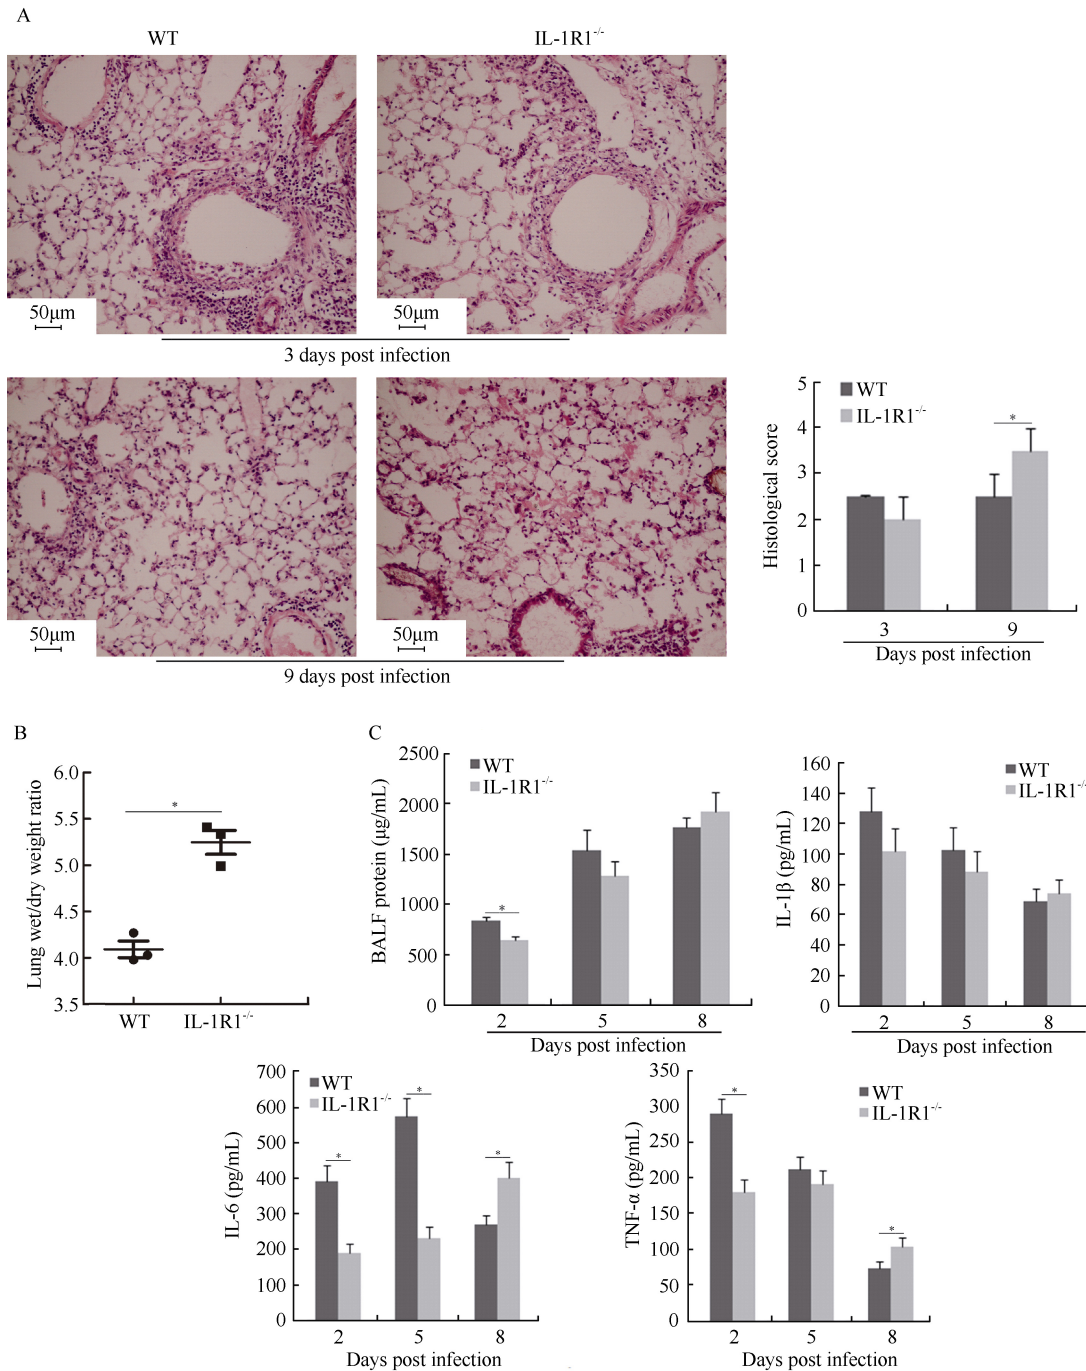 A
WT
IL-1R1-/-
50μm
50μm
3 days post infection
50μm
50μm
9 days post infection
5
4
3
2
1
0
Histological score
WT
IL-1R1-/-
*
3
9
Days post infection
B
6.0
5.5
5.0
4.5
4.0
3.5
Lung wet/dry weight ratio
*
WT
IL-1R1-/-
C
2500
2000
1500
1000
500
0
BALF protein (μg/mL)
WT
IL-1R1-/-
*
2
5
8
Days post infection
160
140
120
100
80
60
40
20
0
IL-1β (pg/mL)
WT
IL-1R1-/-
2
5
8
Days post infection
700
600
500
400
300
200
100
0
IL-6 (pg/mL)
WT
IL-1R1-/-
*
*
*
2
5
8
Days post infection
350
300
250
200
150
100
50
0
TNF-α (pg/mL)
WT
IL-1R1-/-
*
*
2
5
8
Days post infection